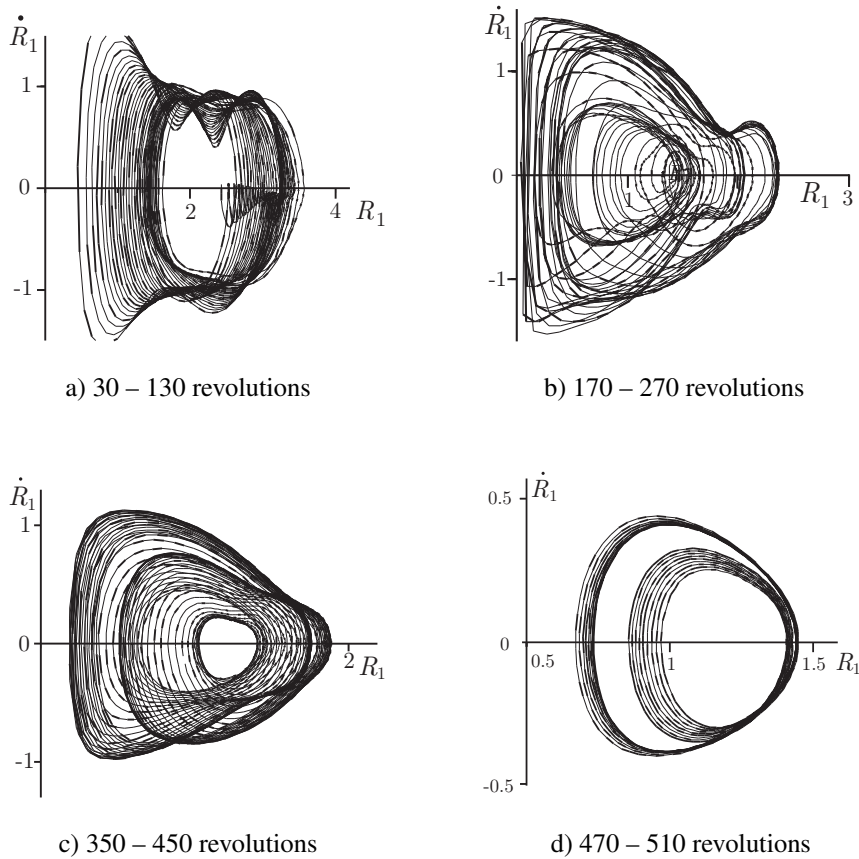 Ṙ₁
1
0
-1
2
4
R₁
a) 30 – 130 revolutions
Ṙ₁
1
0
-1
1
R₁
3
b) 170 – 270 revolutions
Ṙ₁
1
0
-1
2
R₁
c) 350 – 450 revolutions
0.5
Ṙ₁
0
-0.5
0.5
1
1.5
R₁
d) 470 – 510 revolutions